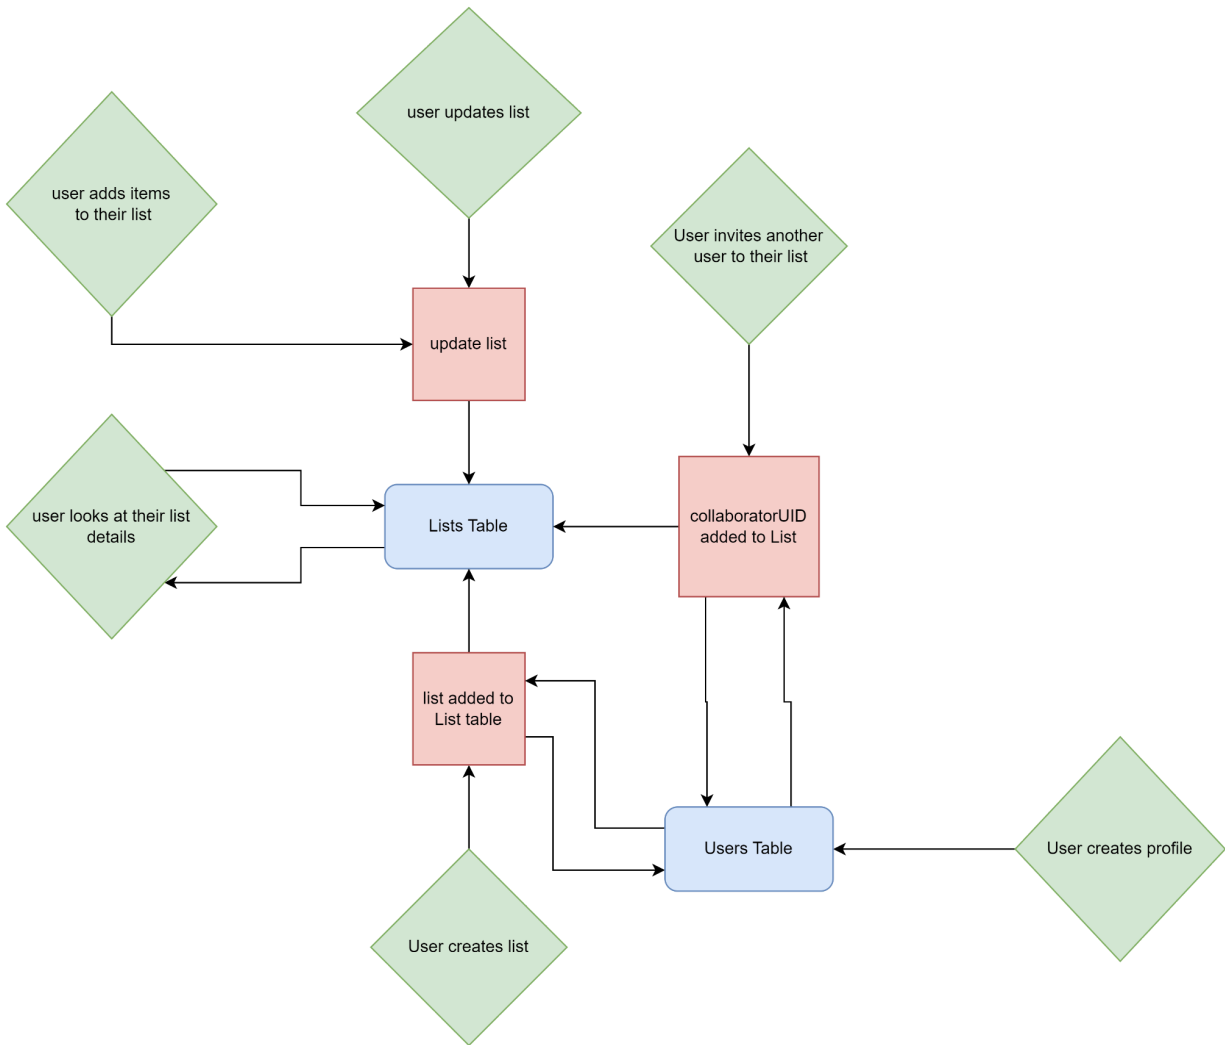 user updates list
user adds items
to their list
User invites another
user to their list
update list
user looks at their list
details
Lists Table
collaboratorUID
added to List
list added to
List table
Users Table
User creates profile
User creates list